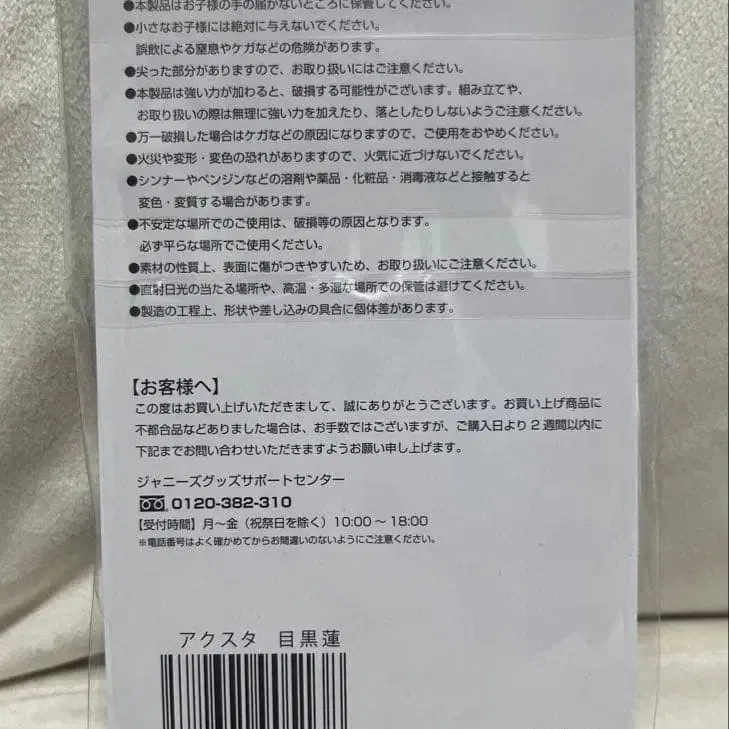 ●本製品はお子様の手の届かないところに保管してください。
●小さなお子様には絶対に与えないでください。
誤飲による窒息やケガなどの危険があります。
●尖った部分がありますので、お取り扱いにはご注意ください。
●本製品は強い力が加わると、破損する可能性がございます。組み立てや、
お取り扱いの際は無理に強い力を加えたり、落としたりしないようご注意ください。
●万一破損した場合はケガなどの原因になりますので、ご使用をおやめください。
●火災や変形・変色の恐れがありますので、火気に近づけないでください。
●シンナーやベンジンなどの溶剤や薬品・化粧品・消毒液などと接触すると
変色・変質する場合があります。
●不安定な場所でのご使用は、破損等の原因となります。
必ず平らな場所でご使用ください。
●素材の性質上、表面に傷がつきやすいため、お取り扱いにご注意ください。
●直射日光の当たる場所や、高温・多湿な場所での保管は避けてください。
●製造の工程上、形状や差し込みの具合に個体差があります。
【お客様へ】
この度はお買い上げいただきまして、誠にありがとうございます。お買い上げ商品に
不都合品などありました場合は、お手数ではございますが、ご購入日より2週間以内に
下記までお問い合わせいただきますようお願い申し上げます。
ジャニーズグッズサポートセンター
0120-382-310
【受付時間】月～金（祝祭日を除く）10:00～18:00
※電話番号はよく確かめてからお間違いのないようにご注意ください。
アクスタ　目黒蓮